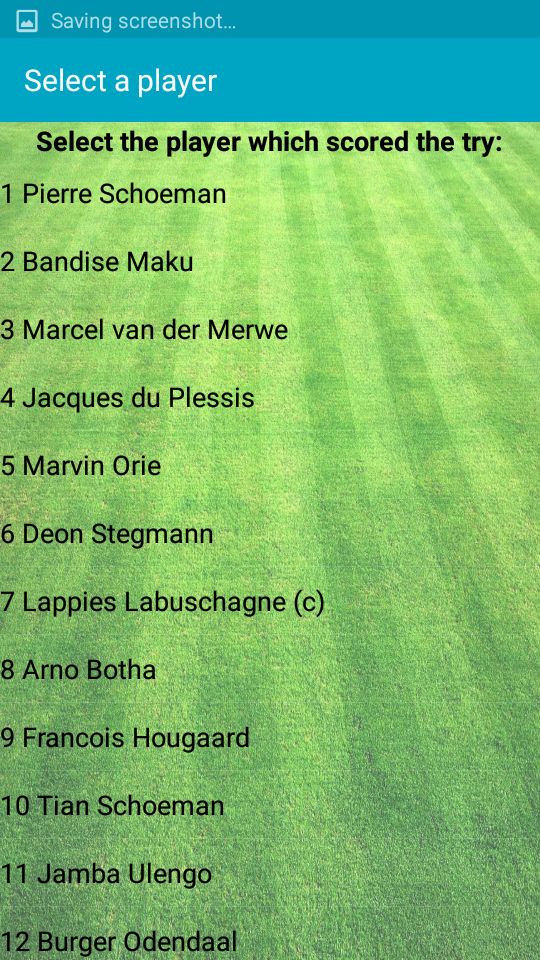 Saving screenshot...
Select a player
Select the player which scored the try:
1 Pierre Schoeman
2 Bandise Maku
3 Marcel van der Merwe
4 Jacques du Plessis
5 Marvin Orie
6 Deon Stegmann
7 Lappies Labuschagne (c)
8 Arno Botha
9 Francois Hougaard
10 Tian Schoeman
11 Jamba Ulengo
12 Burger Odendaal